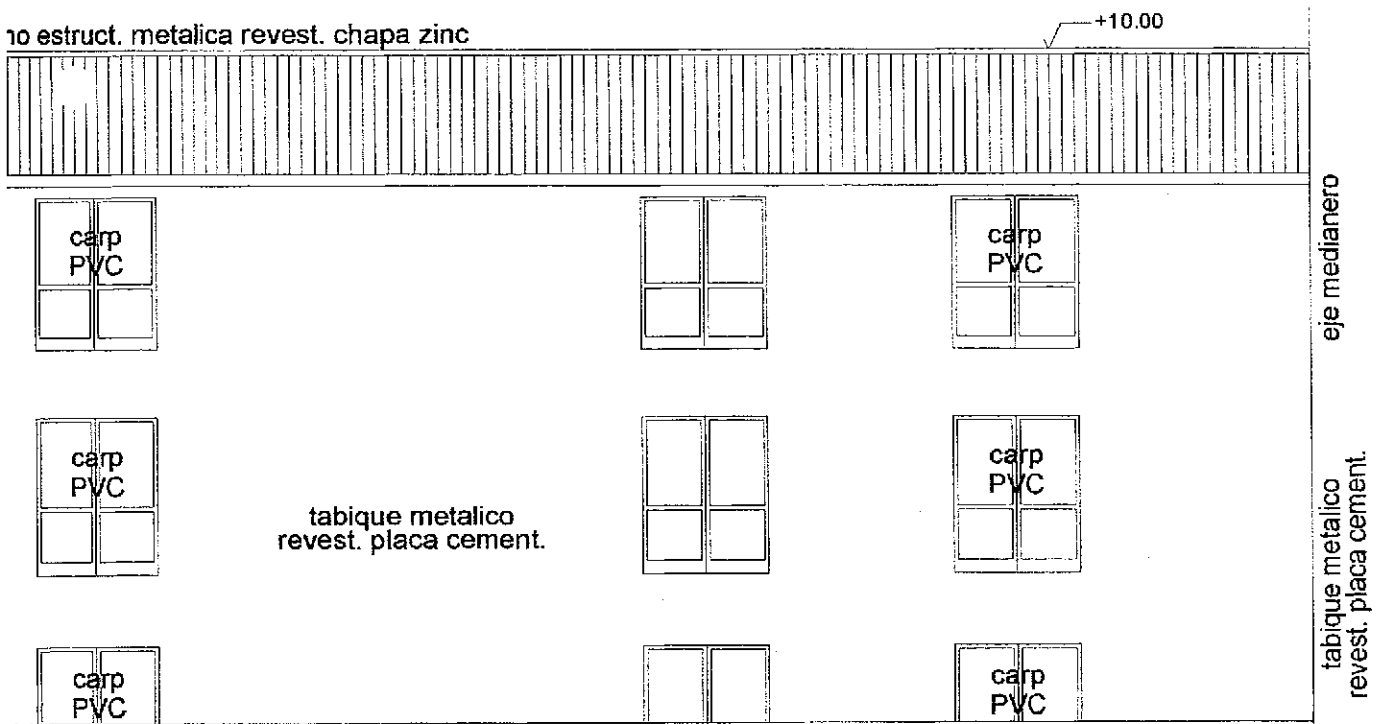 estruct. metalica revest. chapa zinc
+10.00
carp
PVC
carp
PVC
eje medianero
carp
PVC
carp
PVC
tabique metalico
revest. placa cement.
tabique metalico
revest. placa cement.
carp
PVC
carp
PVC